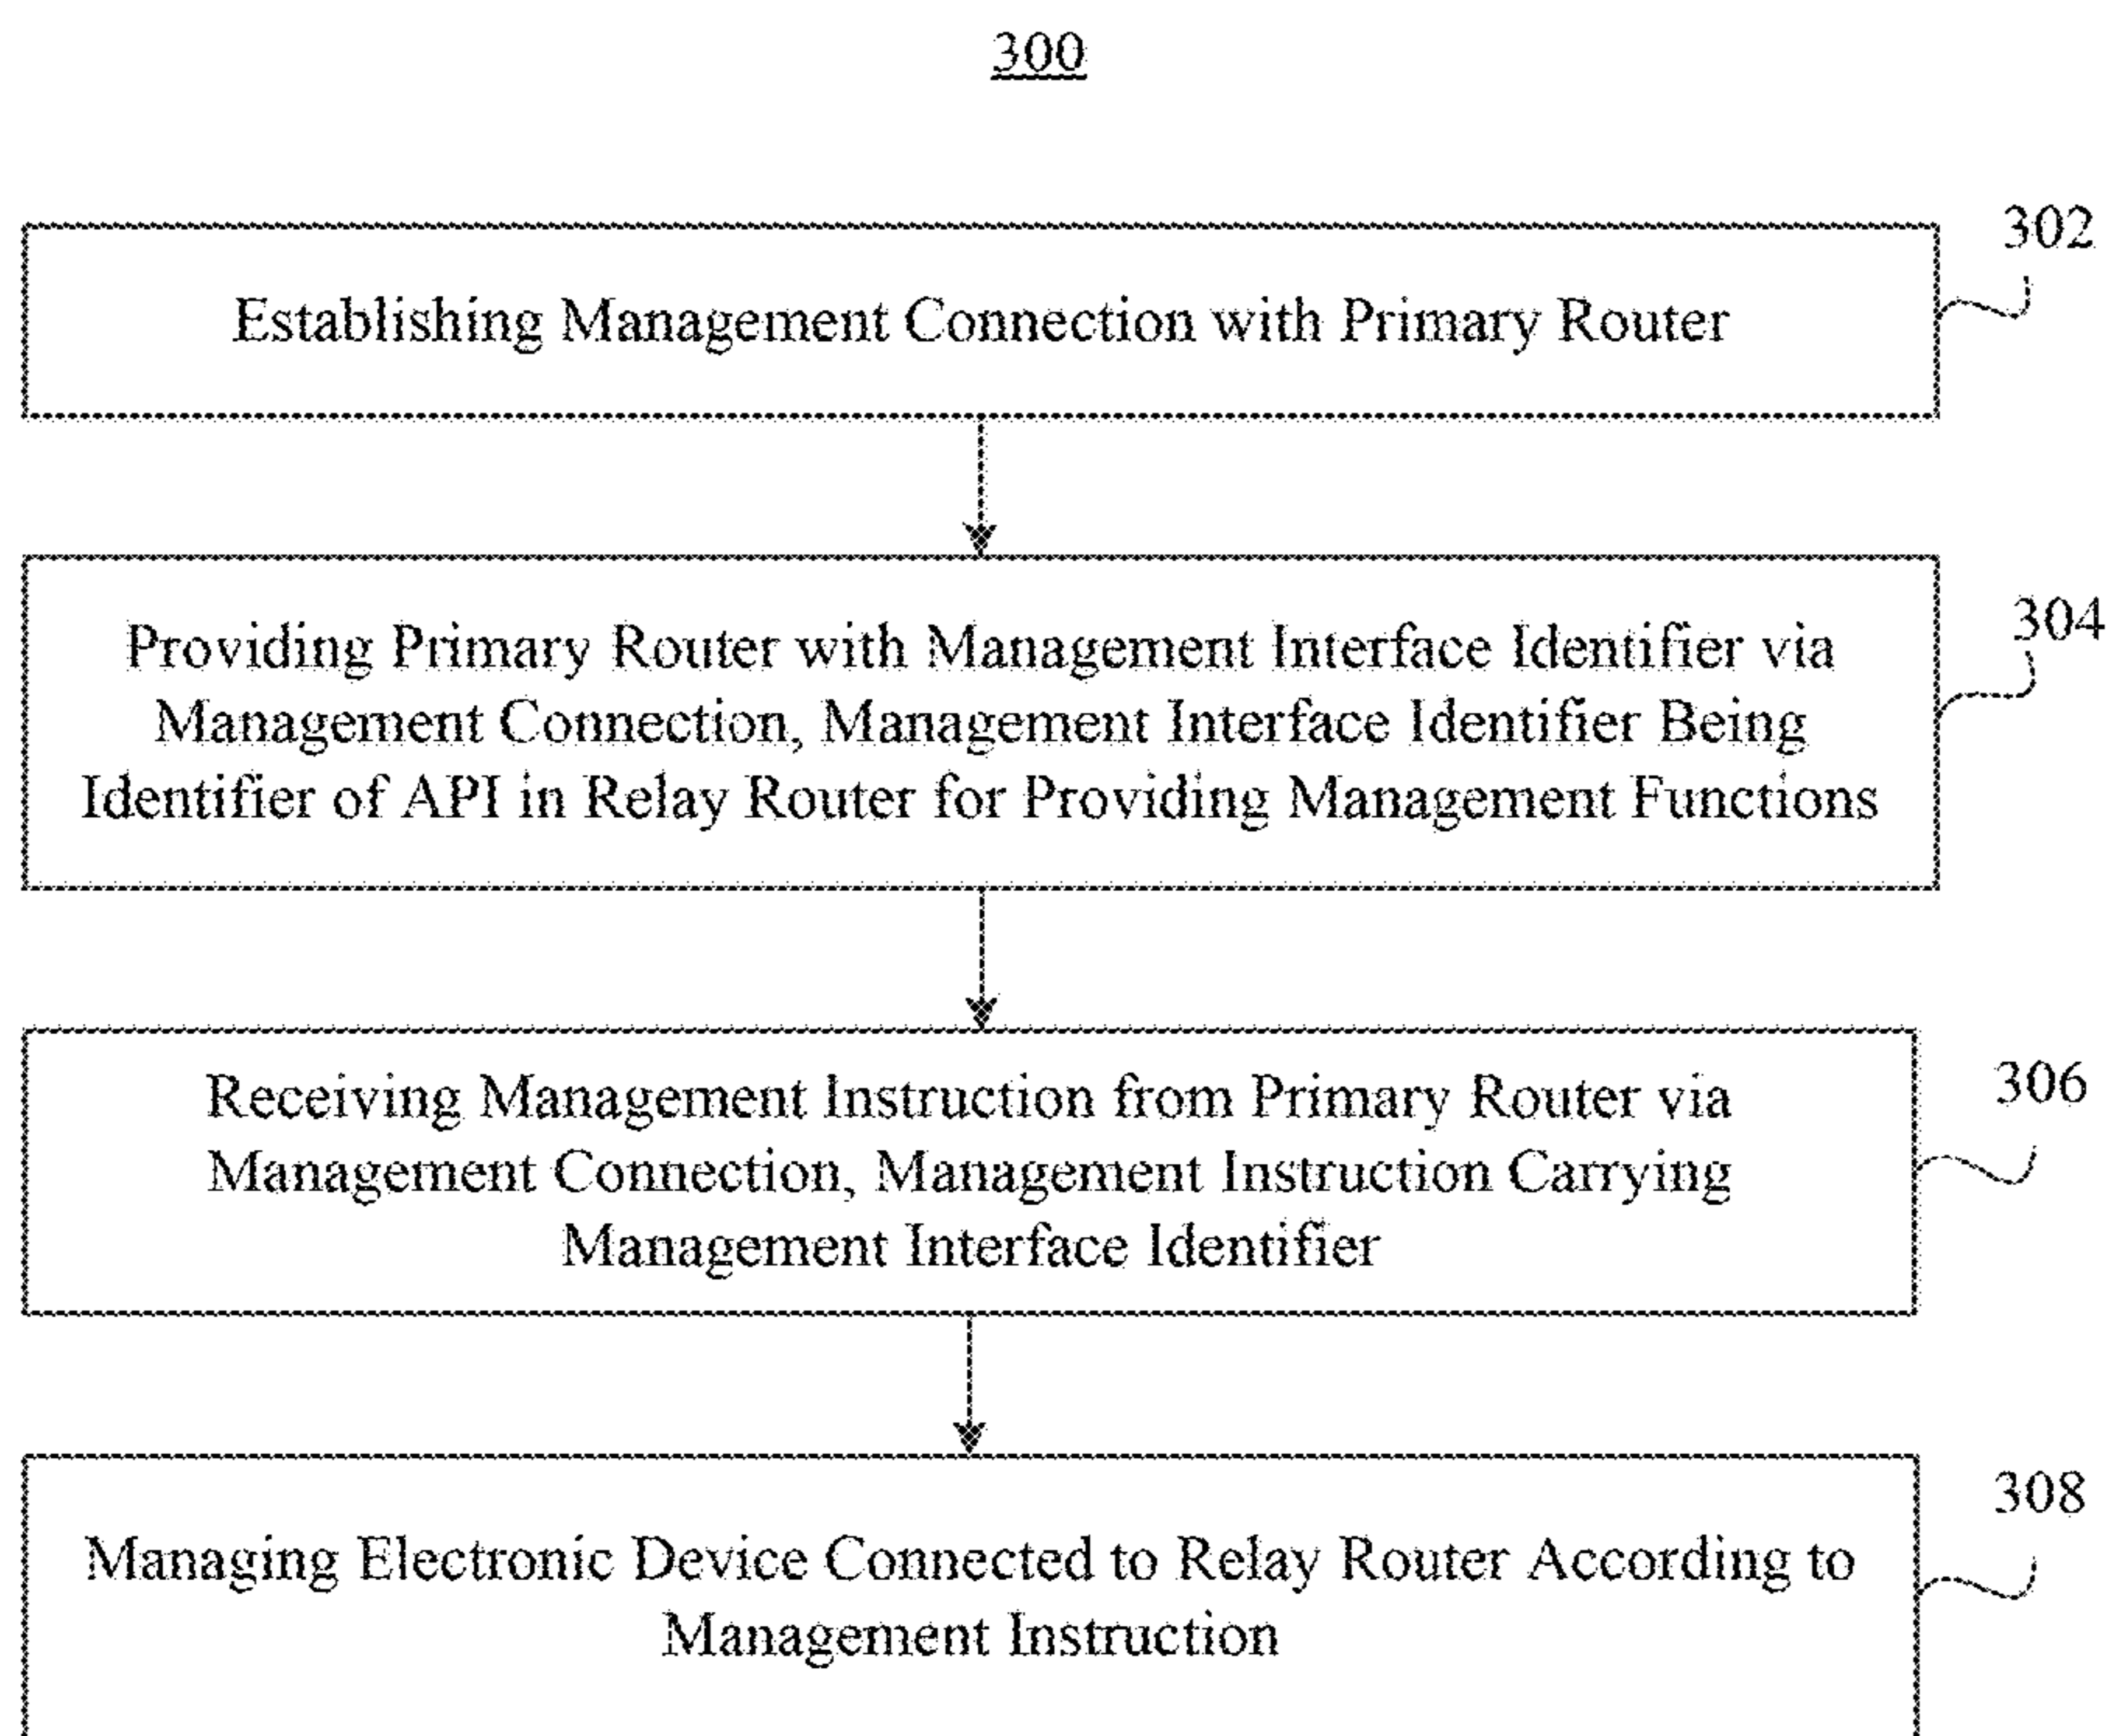 300
302
Establishing Management Connection with Primary Router
304
Providing Primary Router with Management Interface Identifier via
Management Connection, Management Interface Identifier Being
Identifier of API in Relay Router for Providing Management Functions
306
Receiving Management Instruction from Primary Router via
Management Connection, Management Instruction Carrying
Management Interface Identifier
308
Managing Electronic Device Connected to Relay Router According to
Management Instruction